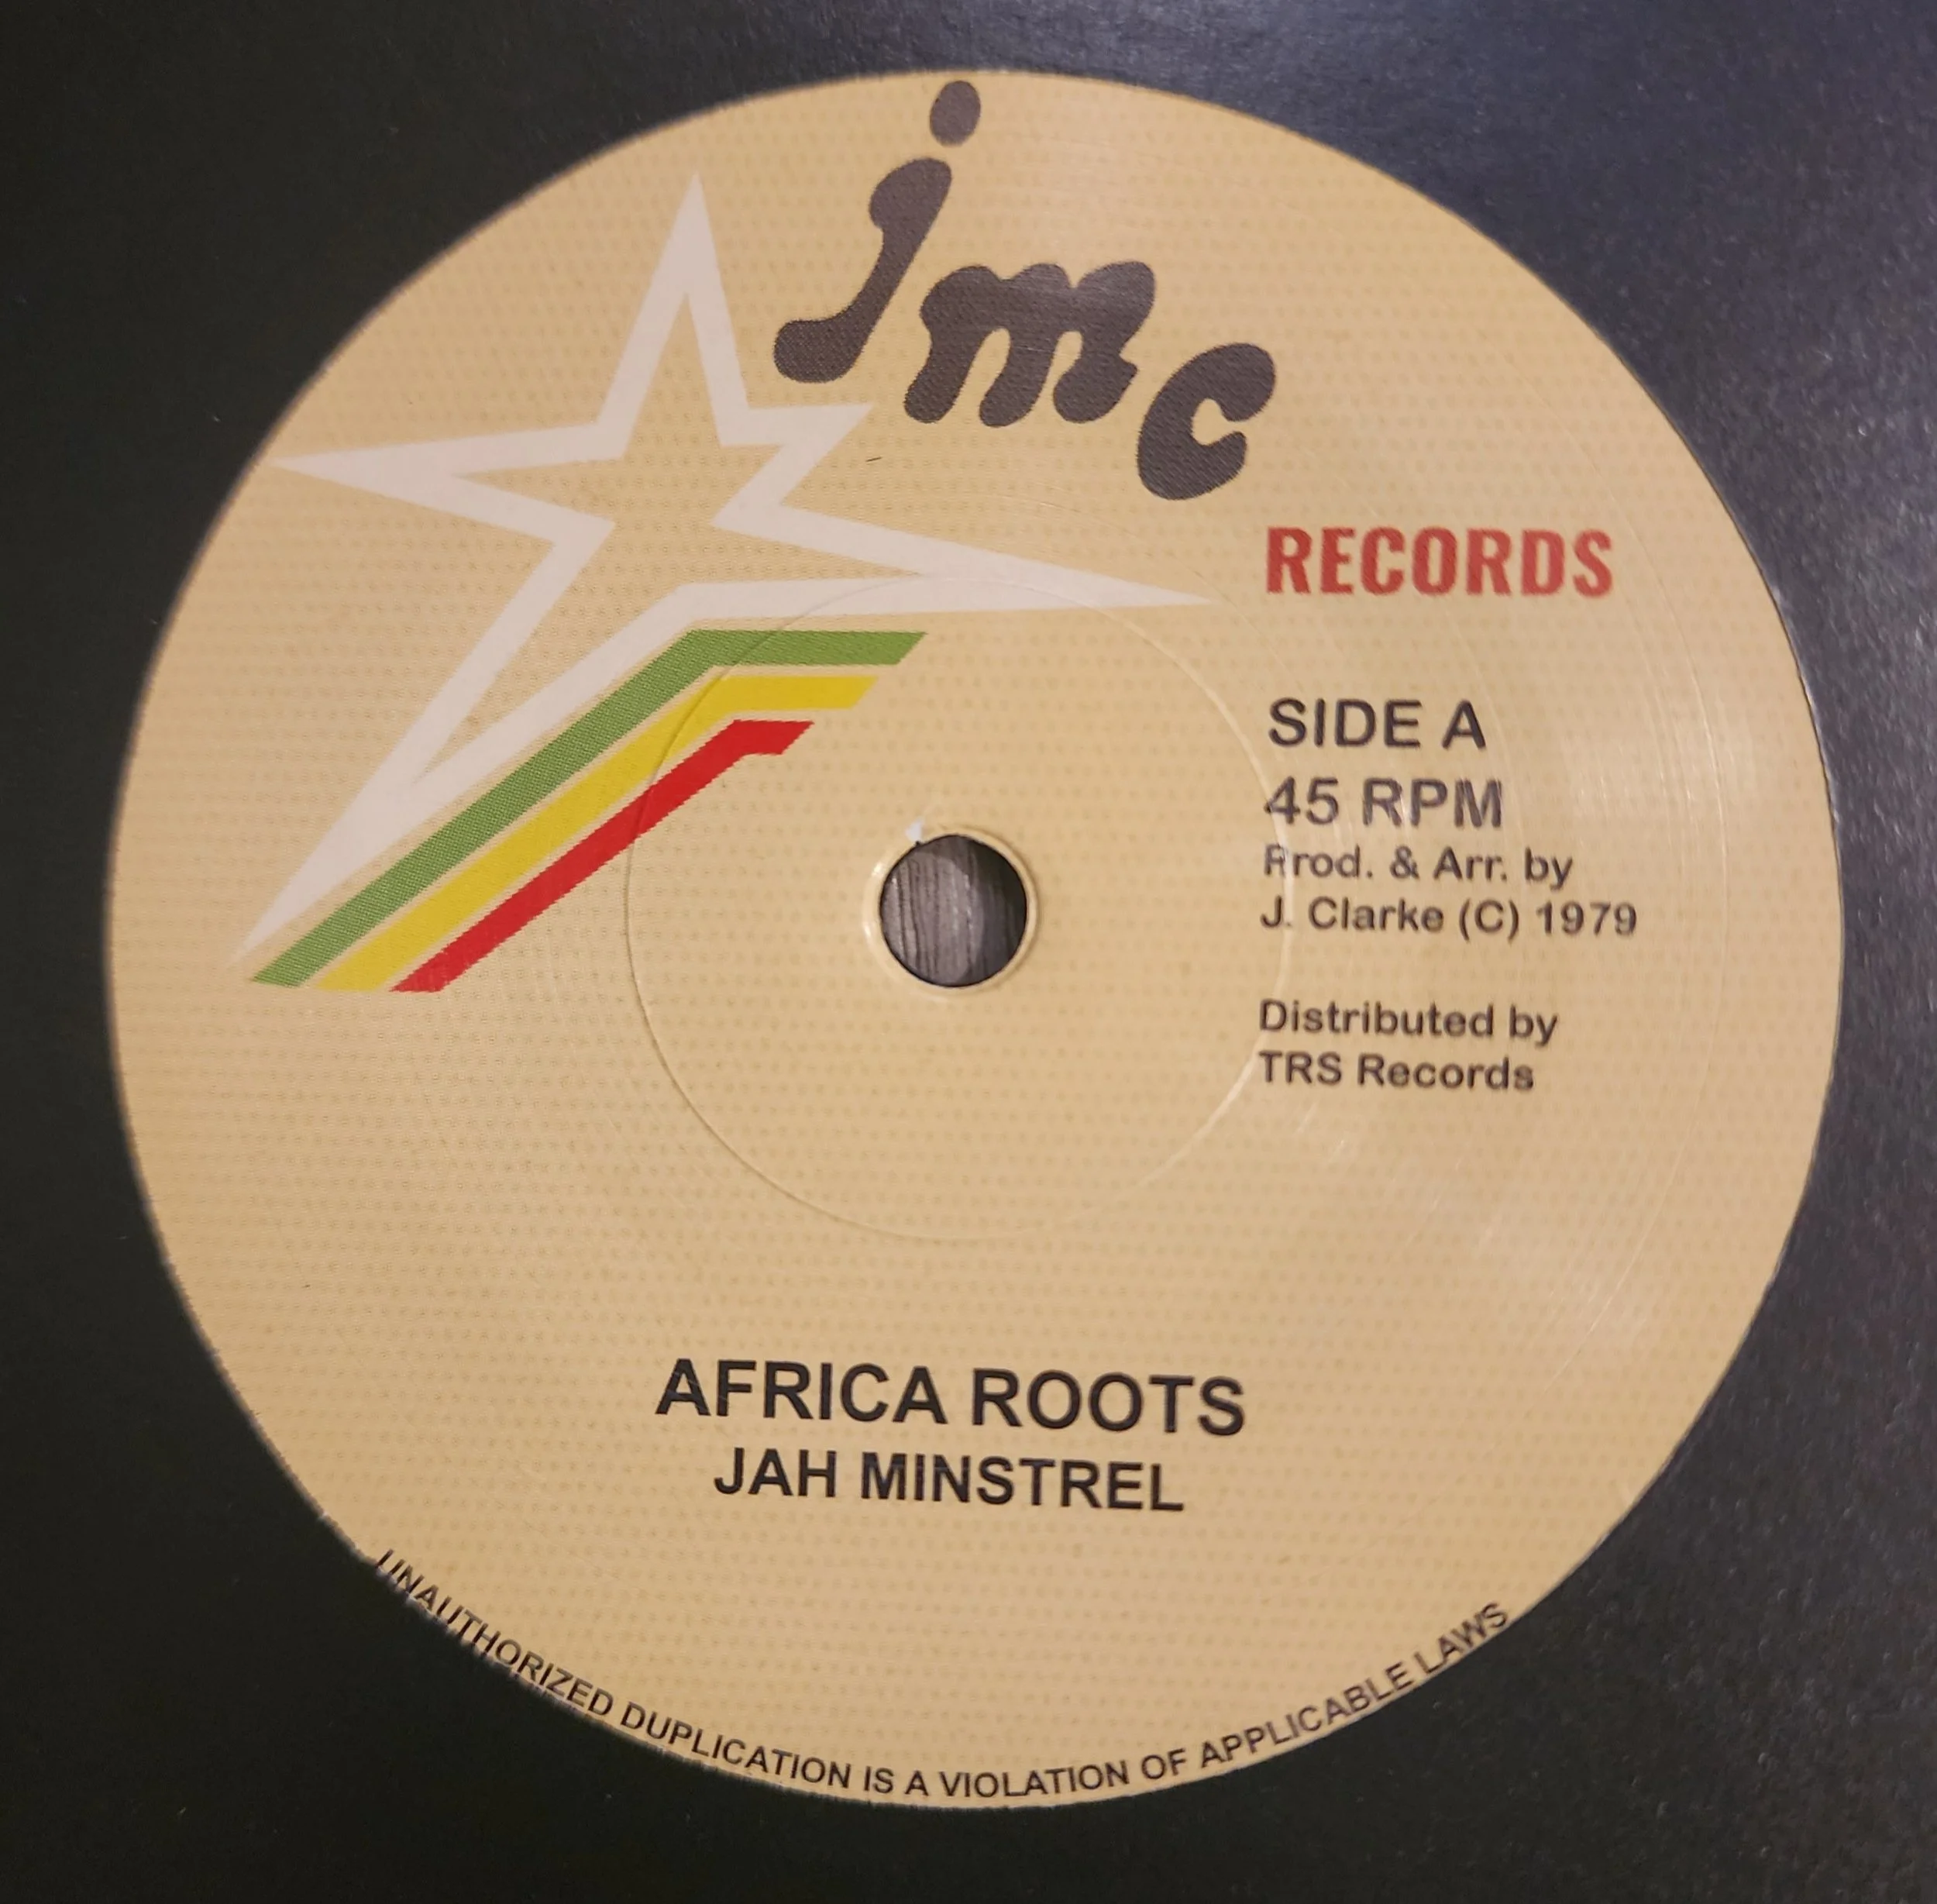 jmc
RECORDS
SIDE A
45 RPM
Prod. & Arr. by
J. Clarke (C) 1979
Distributed by
TRS Records
AFRICA ROOTS
JAH MINSTREL
UNAUTHORIZED DUPLICATION IS A VIOLATION OF APPLICABLE LAWS